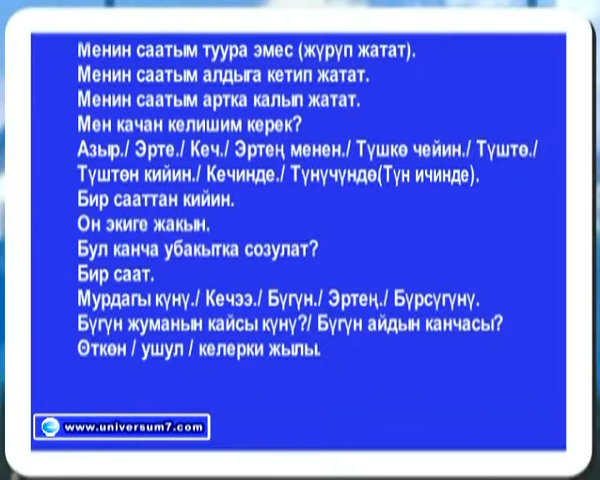 Менин саатым туура эмес (жүрүп жатат).
Менин саатым алдыга кетип жатат.
Менин саатым артка калып жатат.
Мен качан келишим керек?
Азыр./ Эрте./ Кеч./ Эртең менен./ Түшкө чейин./ Түштө./
Түштөн кийин./ Кечинде./ Түнүчүндө(Түн ичинде).
Бир сааттан кийин.
Он экиге жакын.
Бул канча убакытка созулат?
Бир саат.
Мурдагы күнү./ Кечээ./ Бүгүн./ Эртең./ Бүрсүгүнү.
Бүгүн жуманын кайсы күнү?/ Бүгүн айдын канчасы?
Өткөн / ушул / келерки жылы.
www.universum7.com